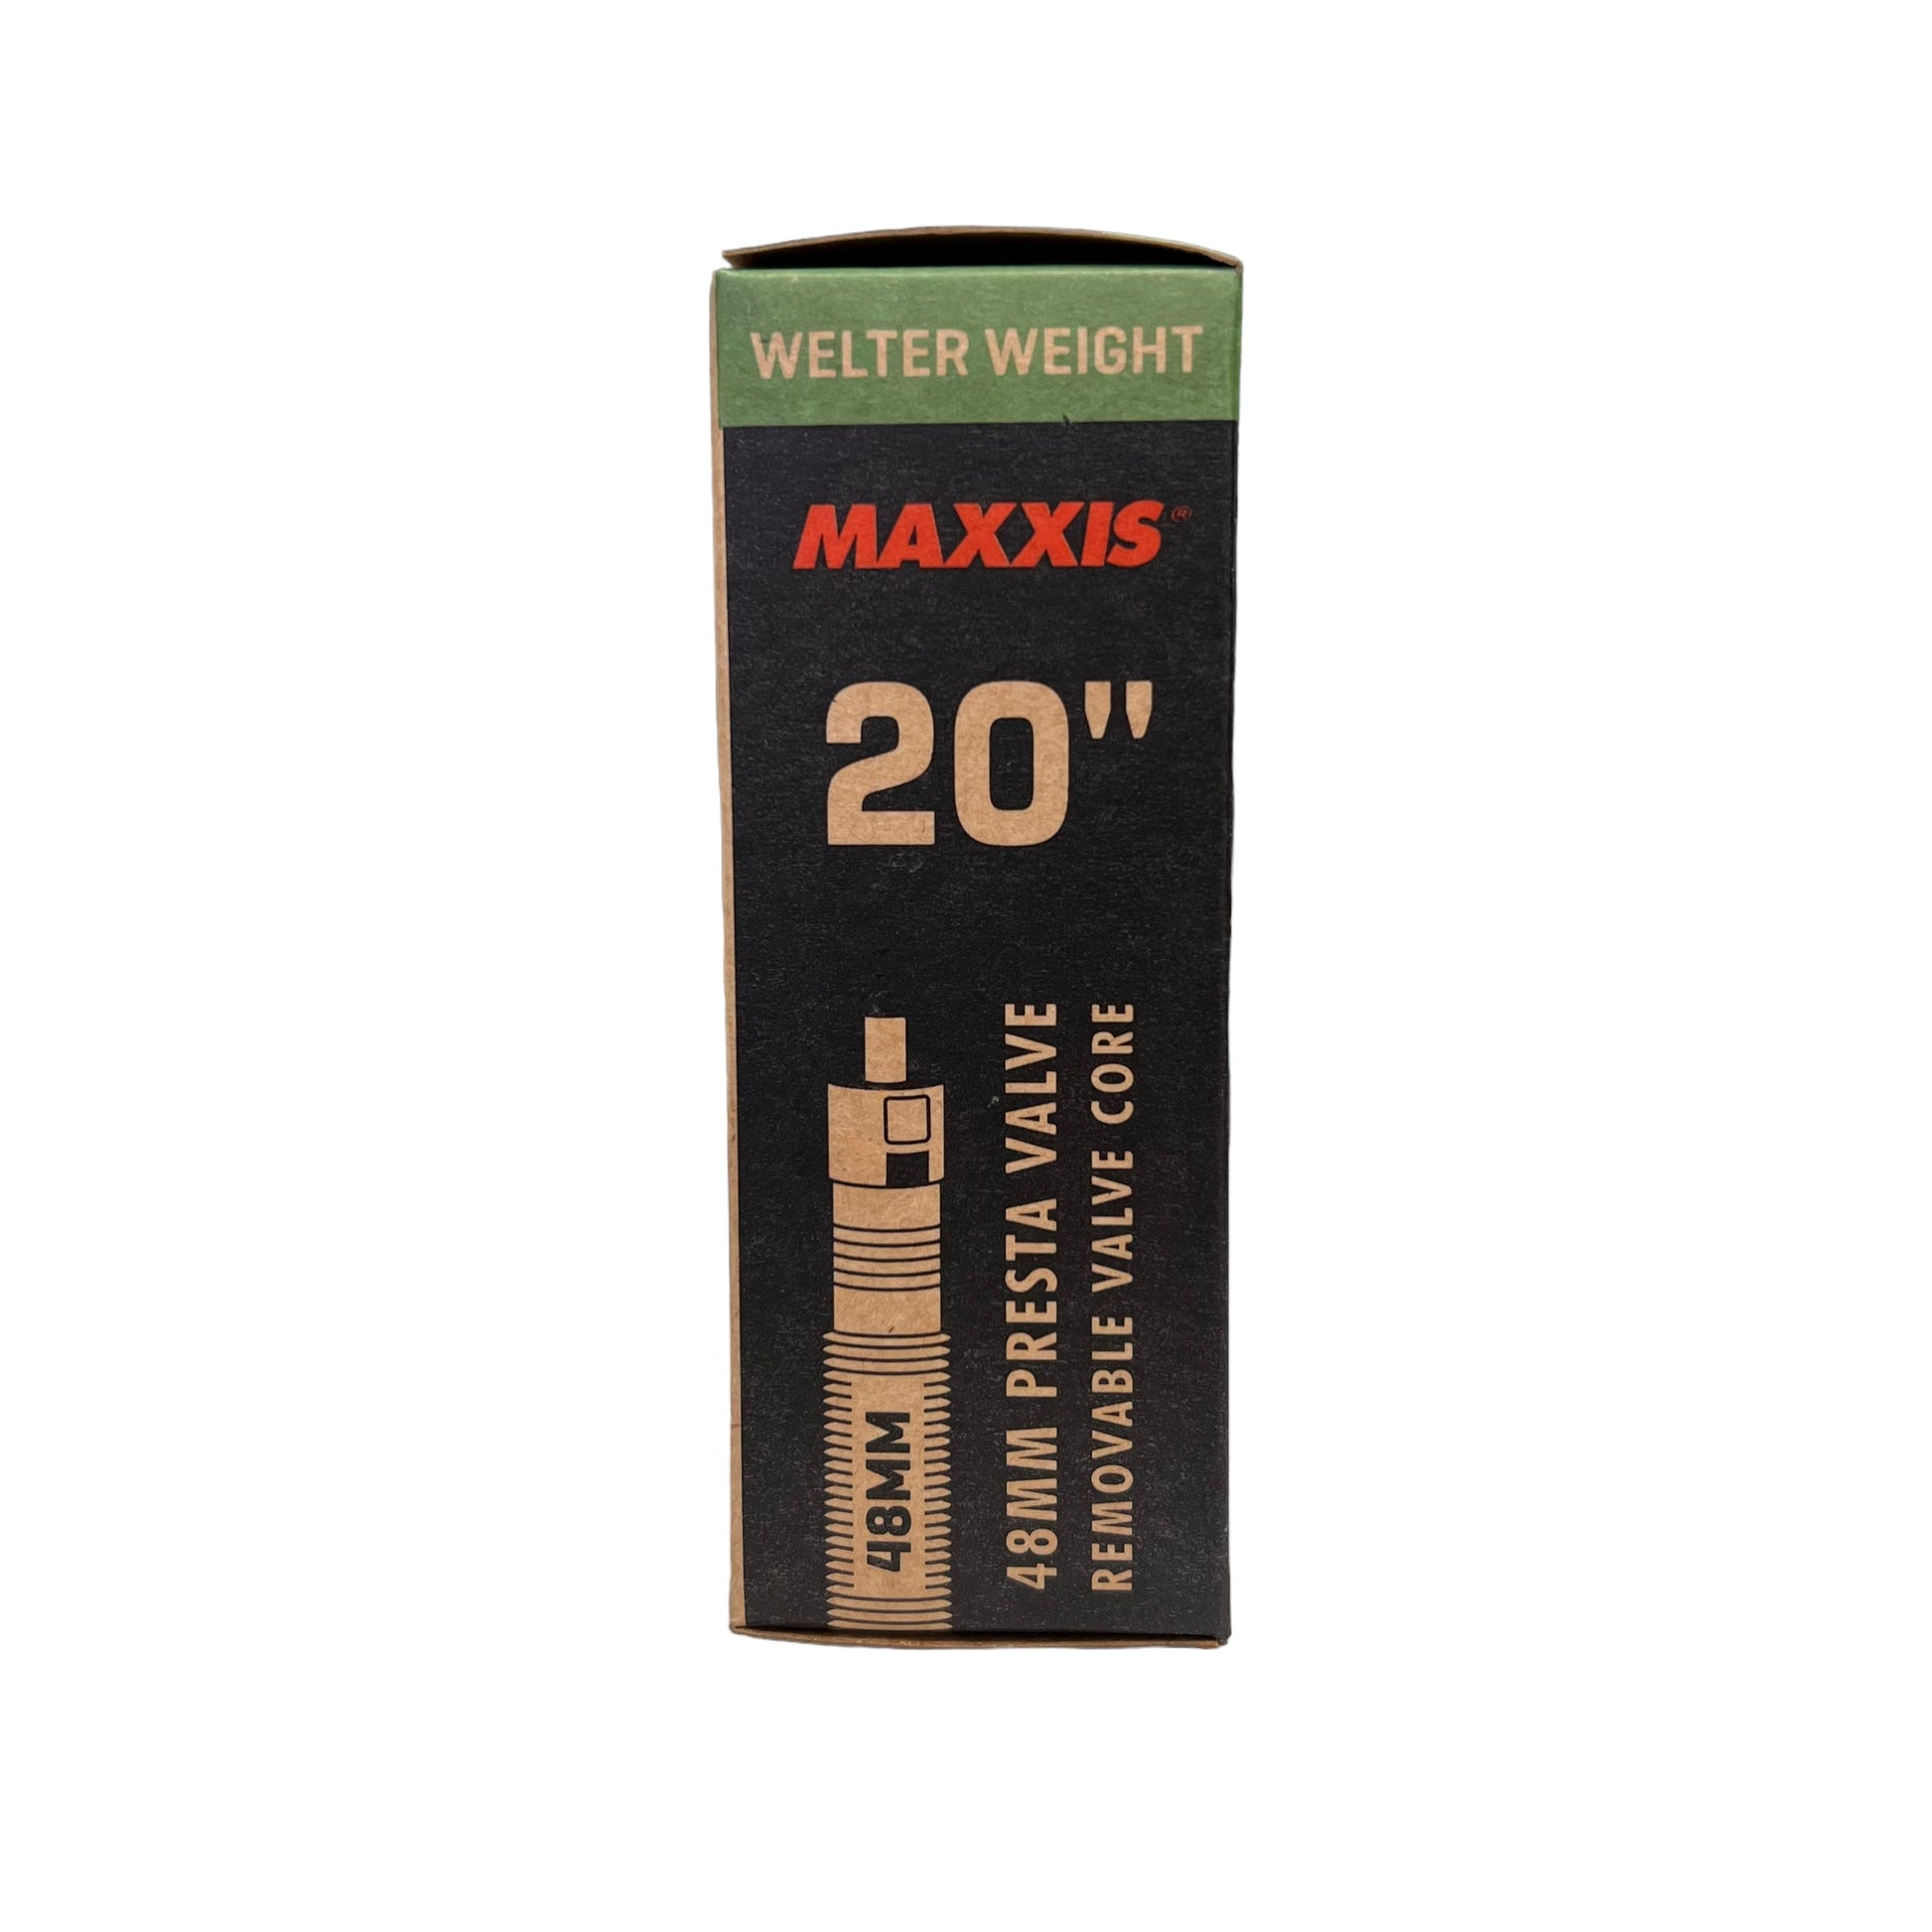 WELTER WEIGHT
MAXXIS®
20"
48MM
48MM PRESTA VALVE
REMOVABLE VALVE CORE